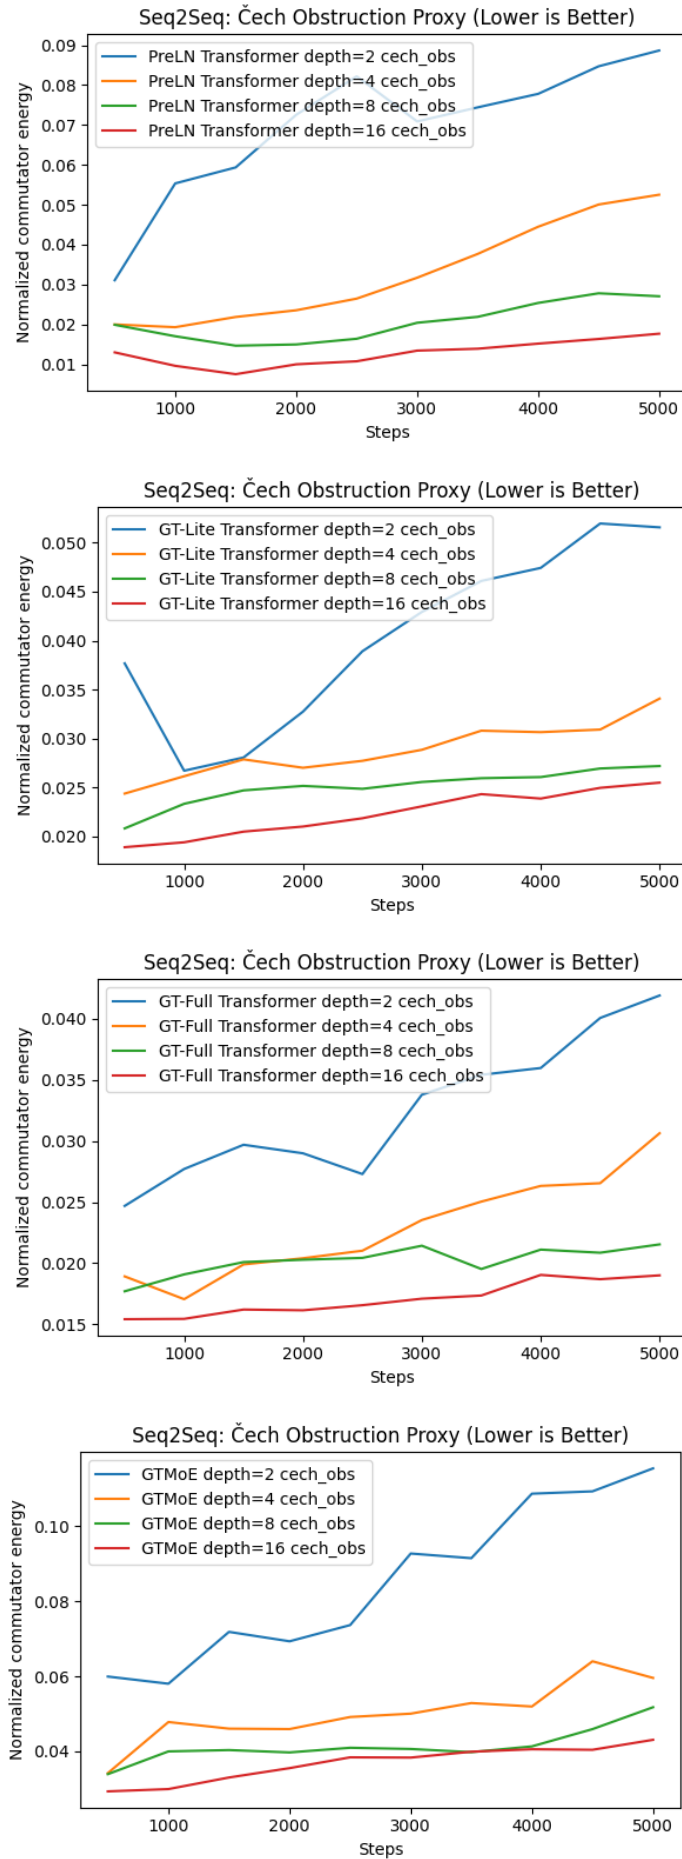 Seq2Seq: Čech Obstruction Proxy (Lower is Better)
PreLN Transformer depth=2 cech_obs
PreLN Transformer depth=4 cech_obs
PreLN Transformer depth=8 cech_obs
PreLN Transformer depth=16 cech_obs
Normalized commutator energy
0.09
0.08
0.07
0.06
0.05
0.04
0.03
0.02
0.01
1000 2000 3000 4000 5000
Steps
Seq2Seq: Čech Obstruction Proxy (Lower is Better)
GT-Lite Transformer depth=2 cech_obs
GT-Lite Transformer depth=4 cech_obs
GT-Lite Transformer depth=8 cech_obs
GT-Lite Transformer depth=16 cech_obs
Normalized commutator energy
0.050
0.045
0.040
0.035
0.030
0.025
0.020
1000 2000 3000 4000 5000
Steps
Seq2Seq: Čech Obstruction Proxy (Lower is Better)
GT-Full Transformer depth=2 cech_obs
GT-Full Transformer depth=4 cech_obs
GT-Full Transformer depth=8 cech_obs
GT-Full Transformer depth=16 cech_obs
Normalized commutator energy
0.040
0.035
0.030
0.025
0.020
0.015
1000 2000 3000 4000 5000
Steps
Seq2Seq: Čech Obstruction Proxy (Lower is Better)
GTMoE depth=2 cech_obs
GTMoE depth=4 cech_obs
GTMoE depth=8 cech_obs
GTMoE depth=16 cech_obs
Normalized commutator energy
0.10
0.08
0.06
0.04
1000 2000 3000 4000 5000
Steps